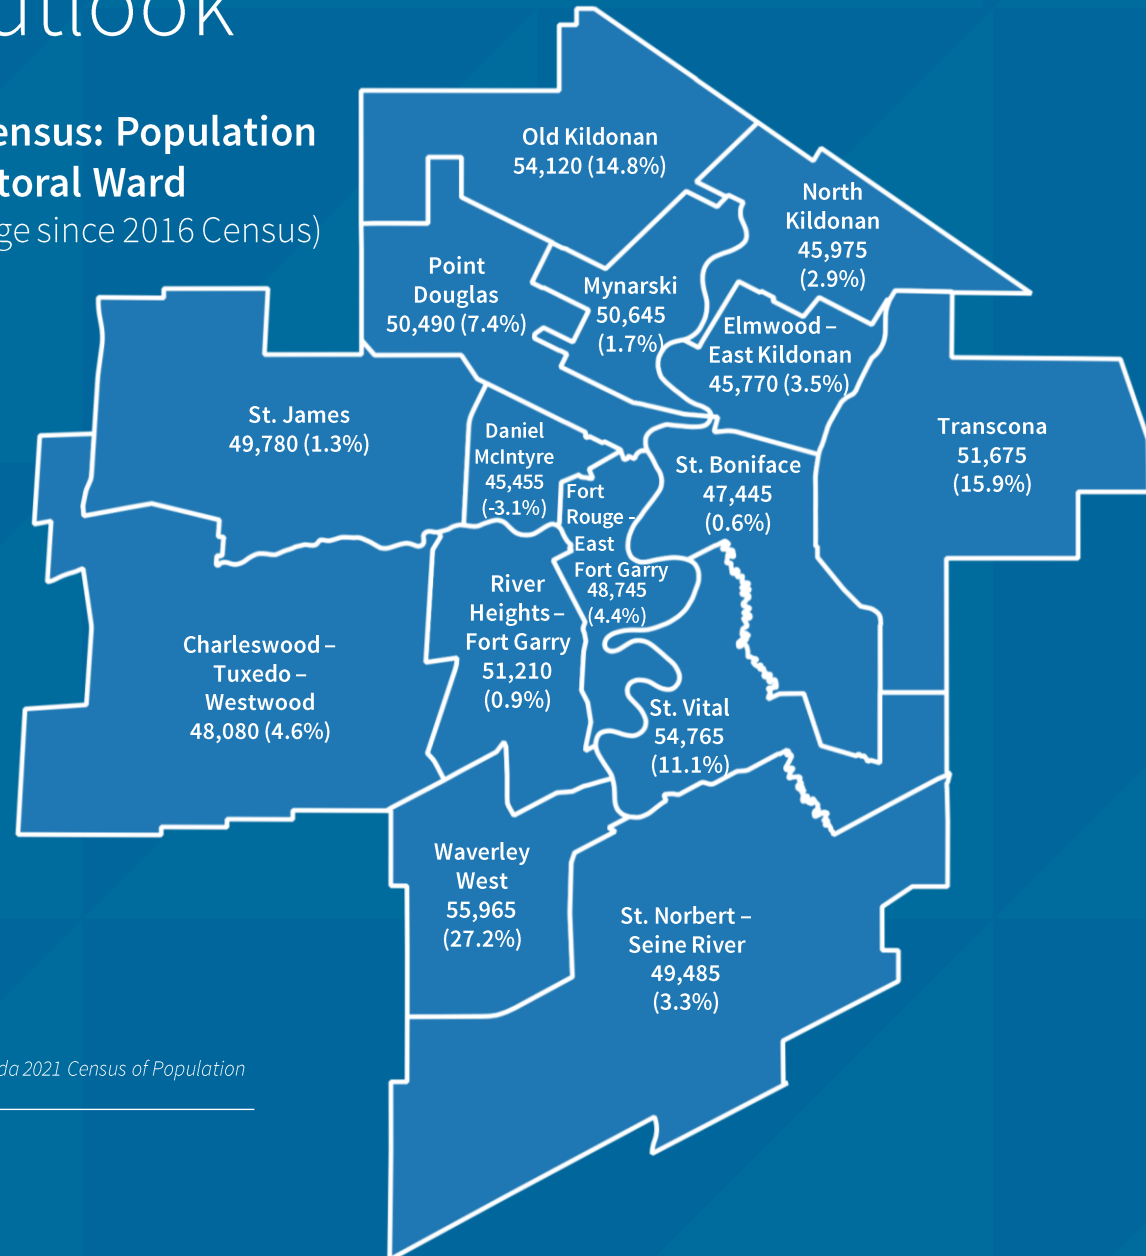 utlook
ensus: Population
toral Ward
ge since 2016 Census)
Old Kildonan
54,120 (14.8%)
North
Kildonan
45,975
(2.9%)
Point
Douglas
50,490 (7.4%)
Mynarski
50,645
(1.7%)
Elmwood –
East Kildonan
45,770 (3.5%)
St. James
49,780 (1.3%)
Daniel
McIntyre
45,455
(-3.1%)
Fort
Rouge -
East
Fort Garry
48,745
(4.4%)
St. Boniface
47,445
(0.6%)
Transcona
51,675
(15.9%)
Charleswood –
Tuxedo –
Westwood
48,080 (4.6%)
River
Heights –
Fort Garry
51,210
(0.9%)
St. Vital
54,765
(11.1%)
Waverley
West
55,965
(27.2%)
St. Norbert –
Seine River
49,485
(3.3%)
da 2021 Census of Population